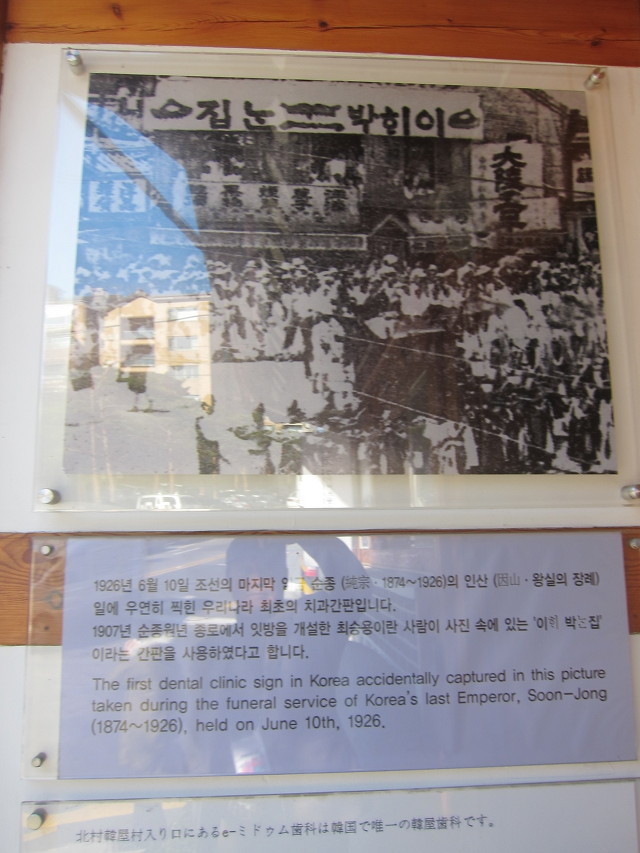 이히박 는집
大陸
1926년 6월 10일 조선의 마지막 순종 (純宗 · 1874~1926)의 인산 (因山 · 왕실의 장례)
일에 우연히 찍힌 우리나라 최초의 치과간판입니다.
1907년 순종원년 종로에서 잇방을 개설한 최승용이란 사람이 사진 속에 있는 '이히 박는집'
이라는 간판을 사용하였다고 합니다.
The first dental clinic sign in Korea accidentally captured in this picture
taken during the funeral service of Korea's last Emperor, Soon-Jong
(1874~1926), held on June 10th, 1926.
北村韓屋村入り口にあるe-ミドゥム歯科は韓国で唯一の韓屋歯科です。